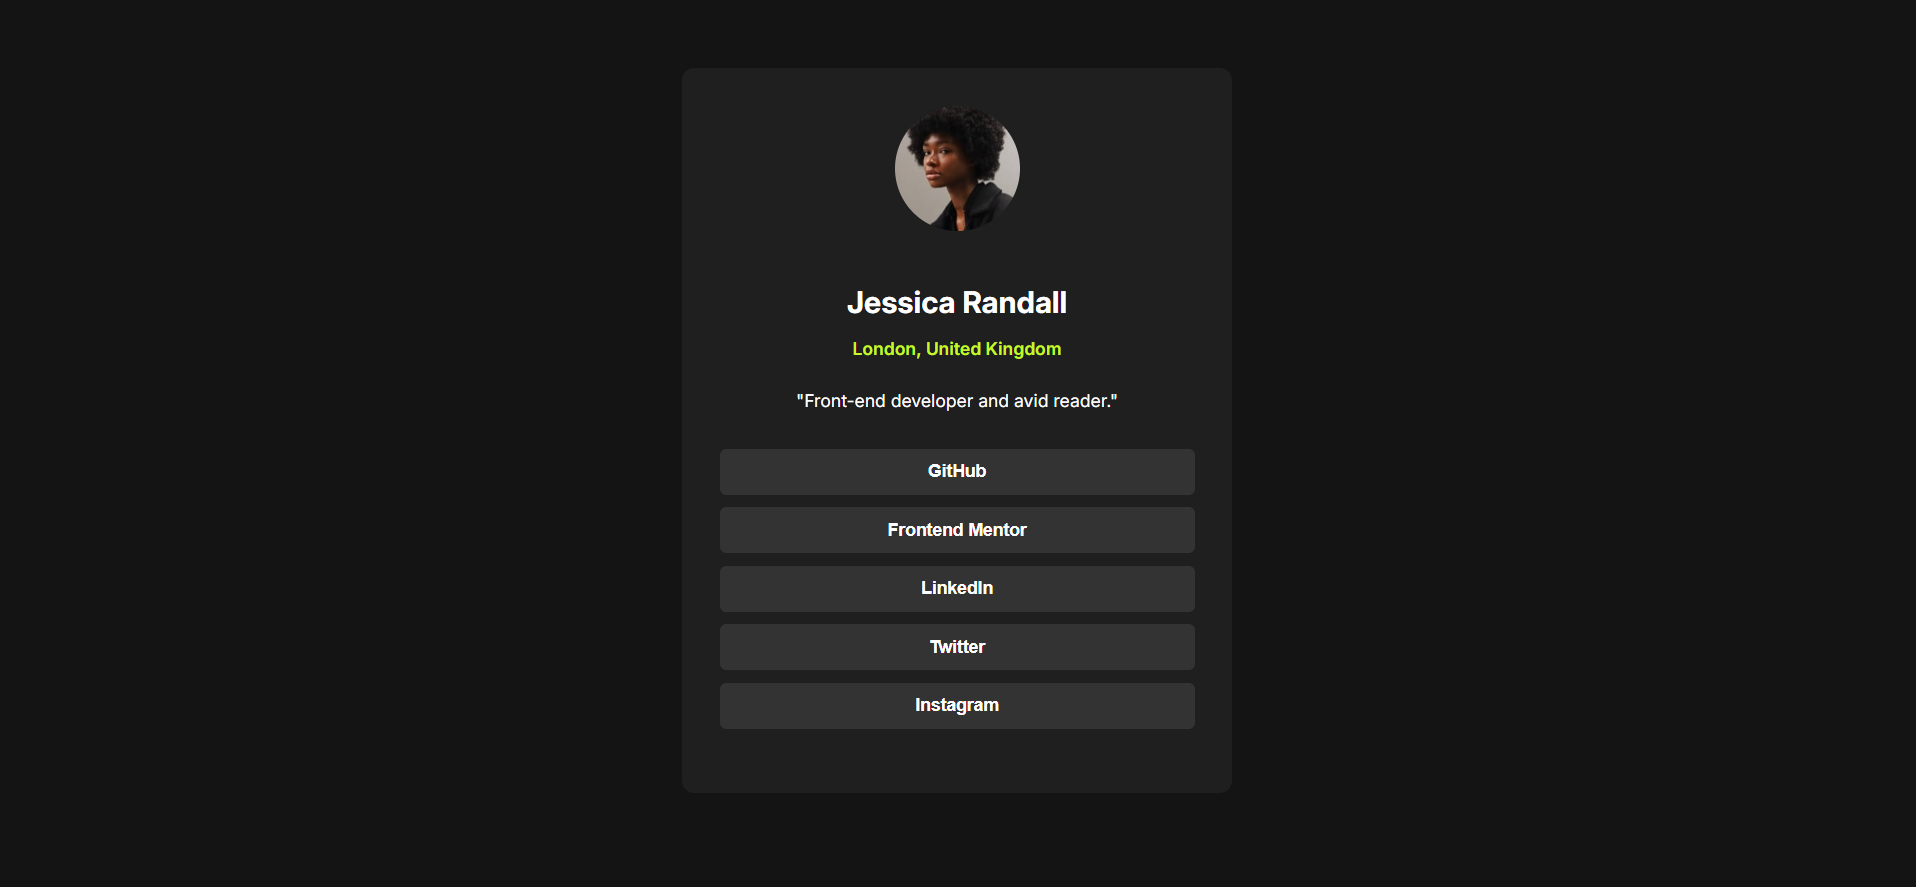 Jessica Randall
London, United Kingdom
"Front-end developer and avid reader."
GitHub
Frontend Mentor
LinkedIn
Twitter
Instagram